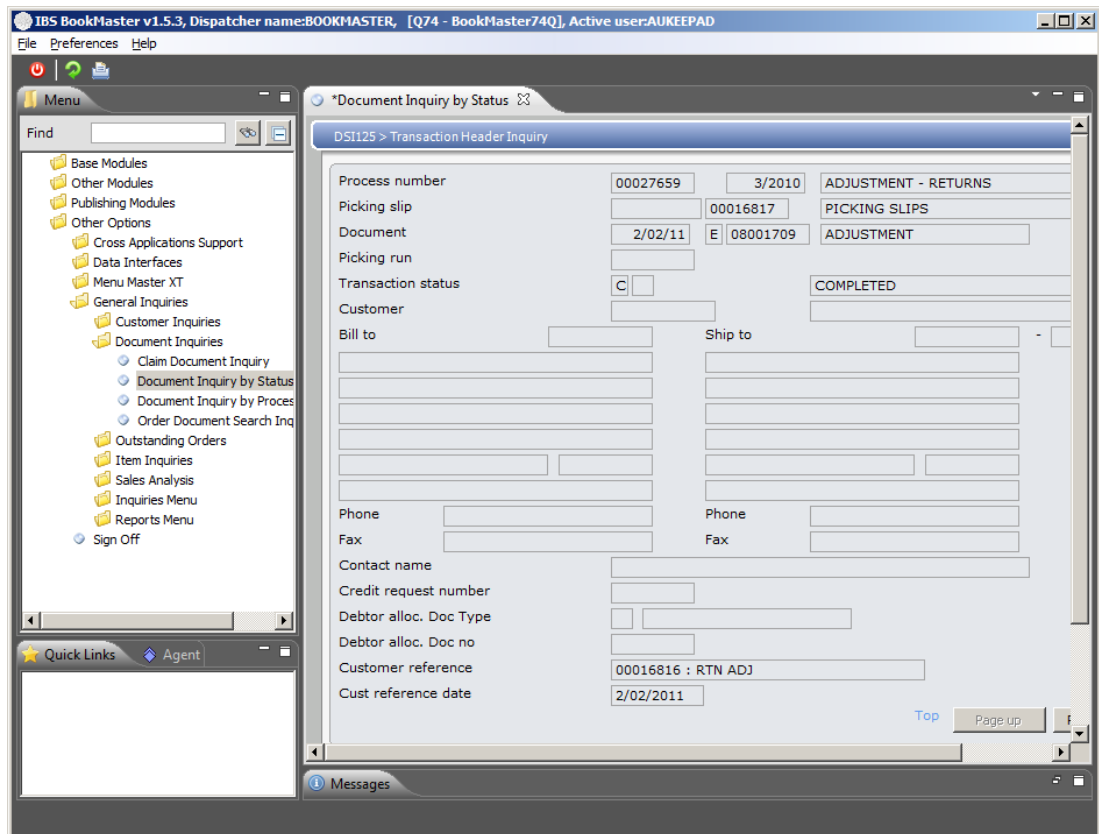 IBS BookMaster v1.5.3, Dispatcher name:BOOKMASTER, [Q74 - BookMaster74Q], Active user:AUKEEPAD
File Preferences Help
Menu
Find
Base Modules
Other Modules
Publishing Modules
Other Options
Cross Applications Support
Data Interfaces
Menu Master XT
General Inquiries
Customer Inquiries
Document Inquiries
Claim Document Inquiry
Document Inquiry by Status
Document Inquiry by Proces
Order Document Search Inq
Outstanding Orders
Item Inquiries
Sales Analysis
Inquiries Menu
Reports Menu
Sign Off
Quick Links Agent
*Document Inquiry by Status
DSI125 > Transaction Header Inquiry
Process number 00027659 3/2010 ADJUSTMENT - RETURNS
Picking slip 00016817 PICKING SLIPS
Document 2/02/11 E 08001709 ADJUSTMENT
Picking run
Transaction status C COMPLETED
Customer
Bill to Ship to -
Phone Phone
Fax Fax
Contact name
Credit request number
Debtor alloc. Doc Type
Debtor alloc. Doc no
Customer reference 00016816 : RTN ADJ
Cust reference date 2/02/2011
Top Page up
Messages